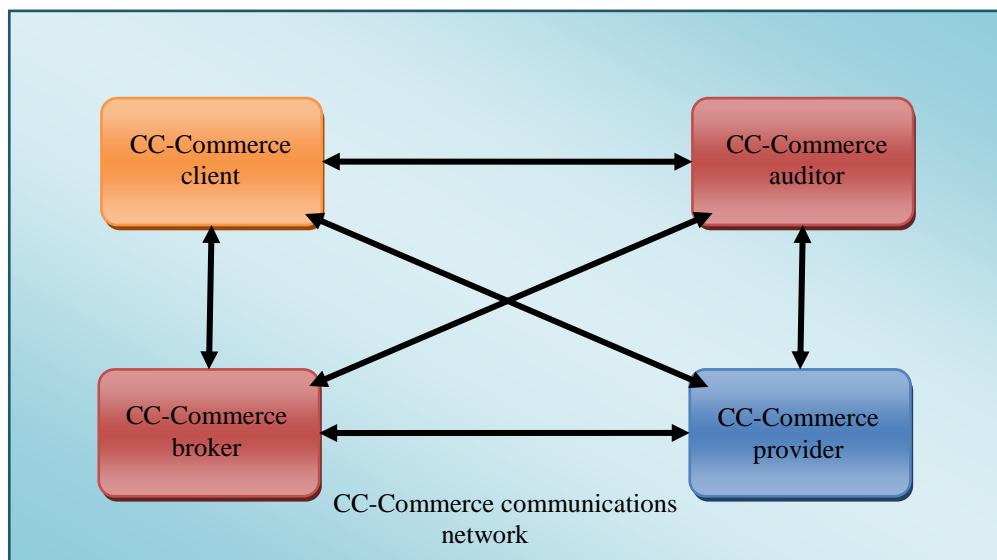 CC-Commerce
client
CC-Commerce
auditor
CC-Commerce
broker
CC-Commerce
provider
CC-Commerce communications
network